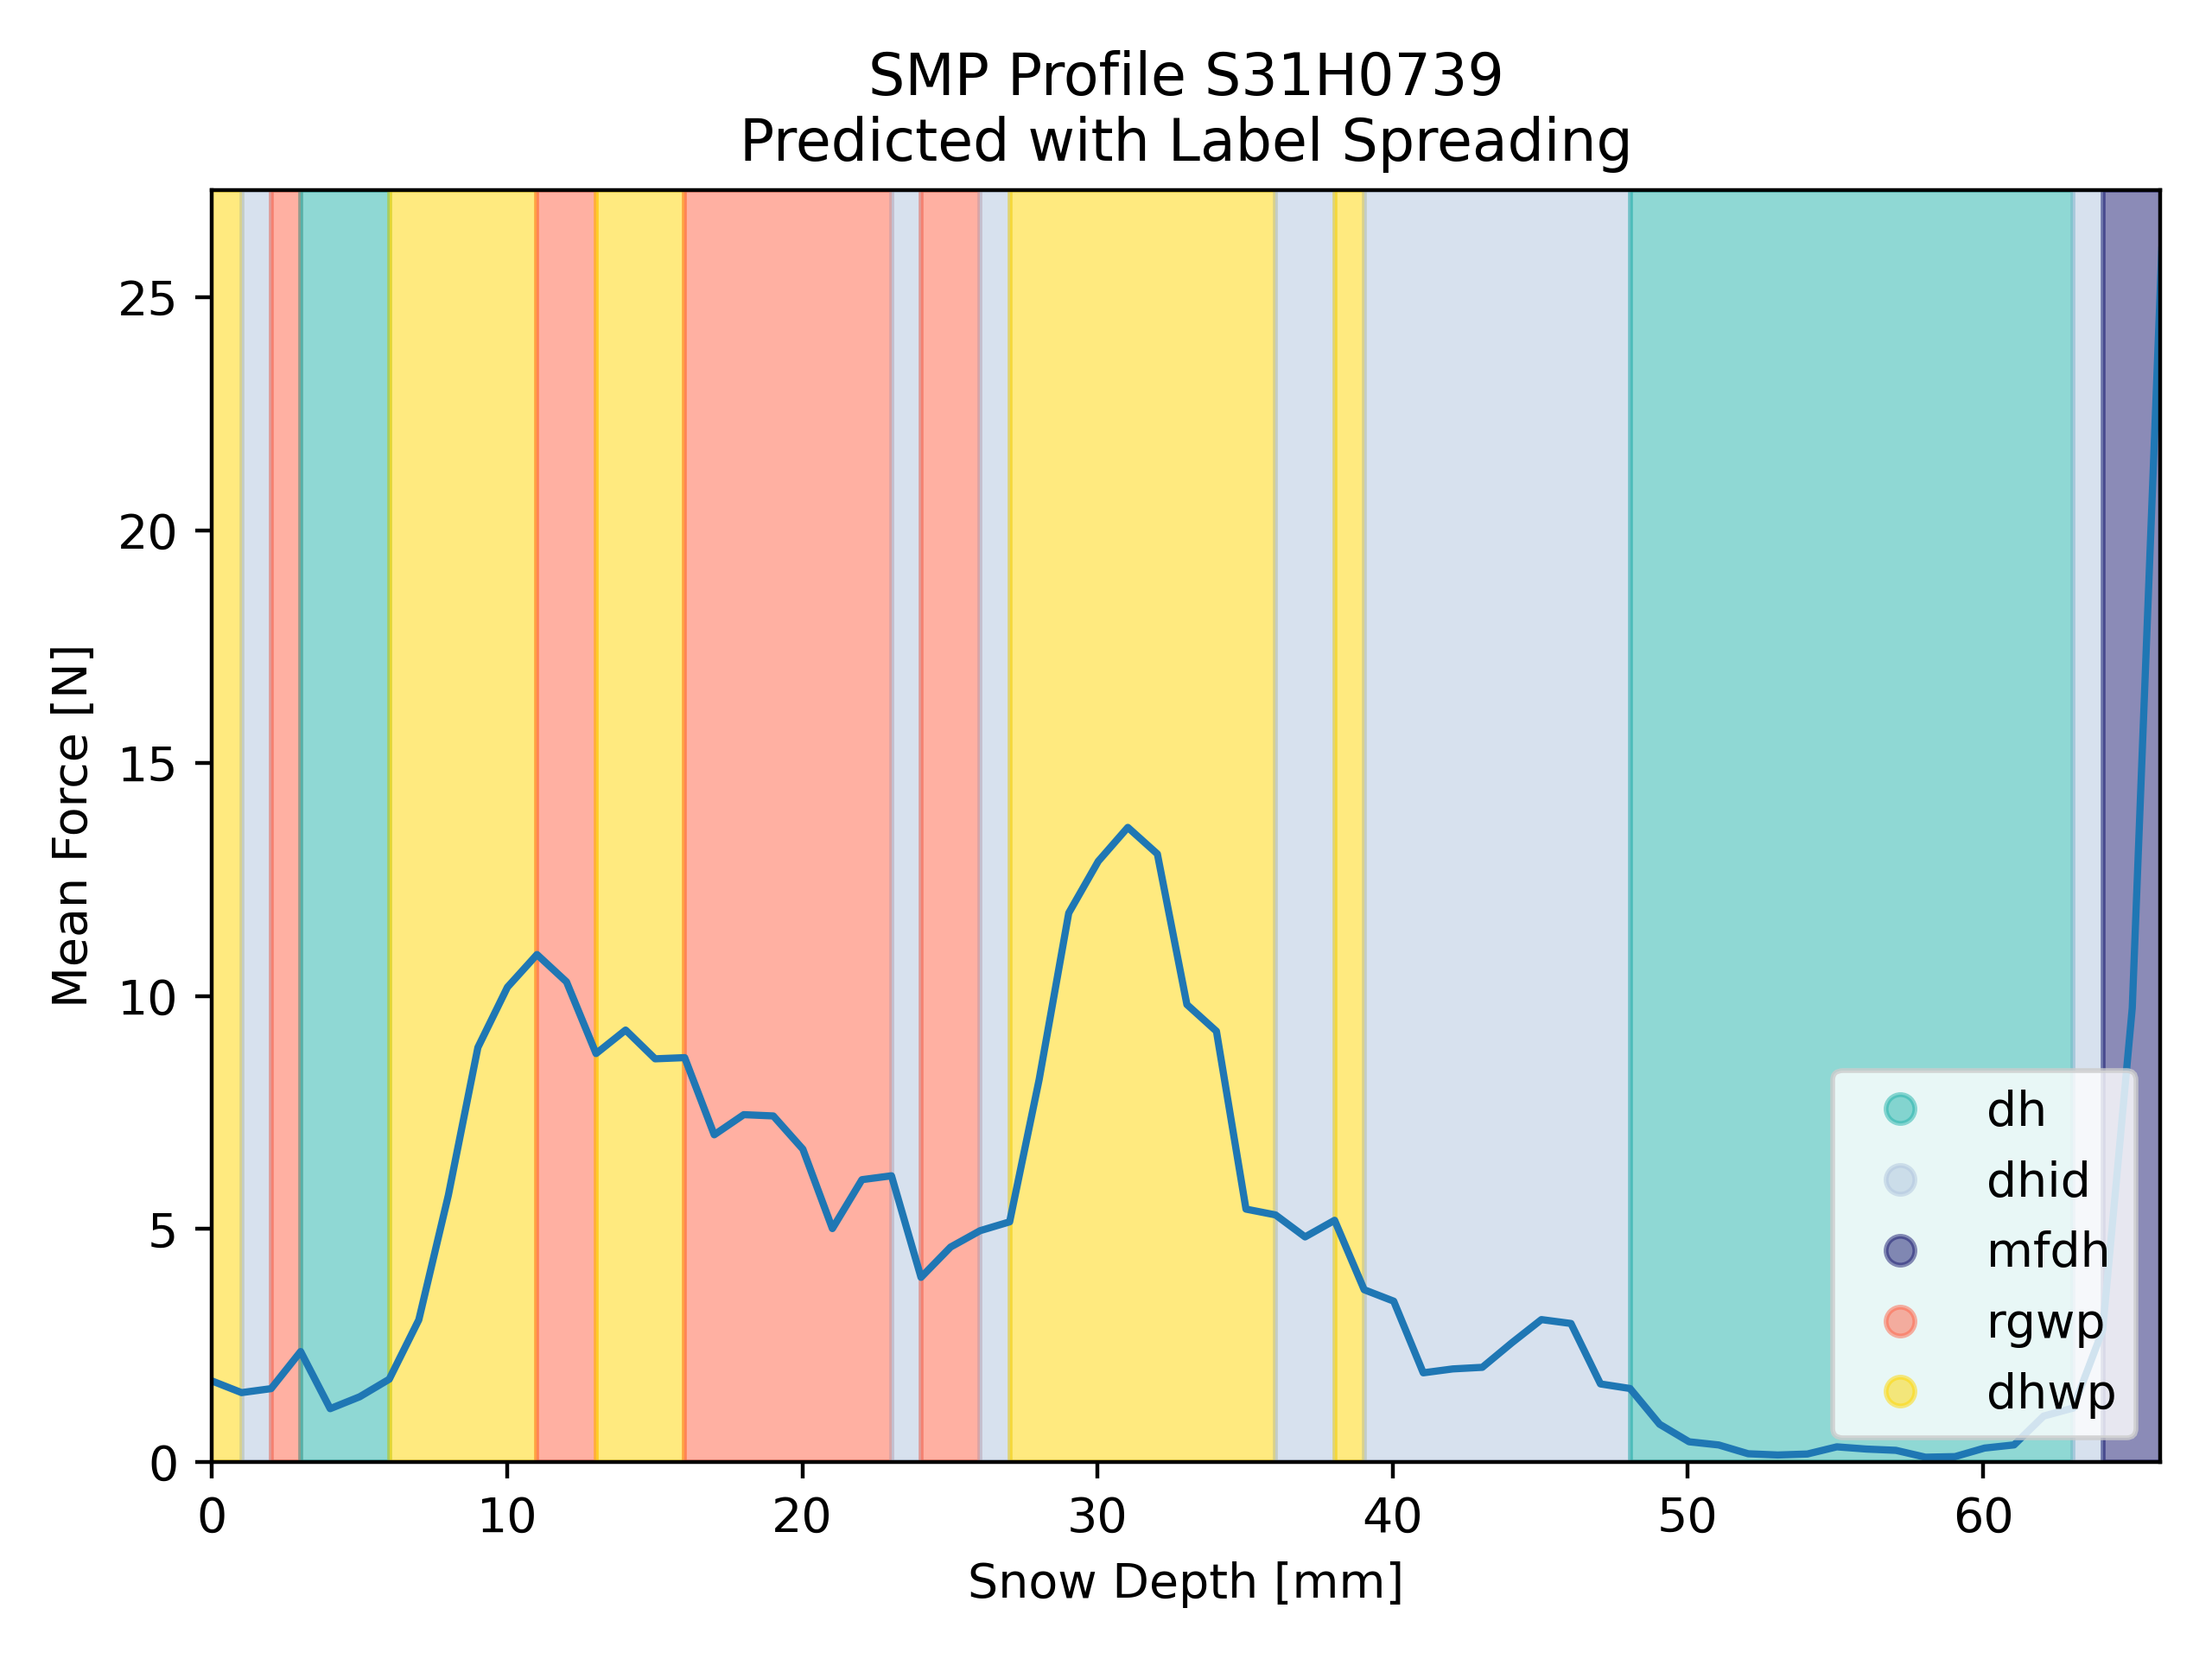 SMP Profile S31H0739
Predicted with Label Spreading
Mean Force [N]
25
20
15
10
5
0
dh
dhid
mfdh
rgwp
dhwp
0 10 20 30 40 50 60
Snow Depth [mm]